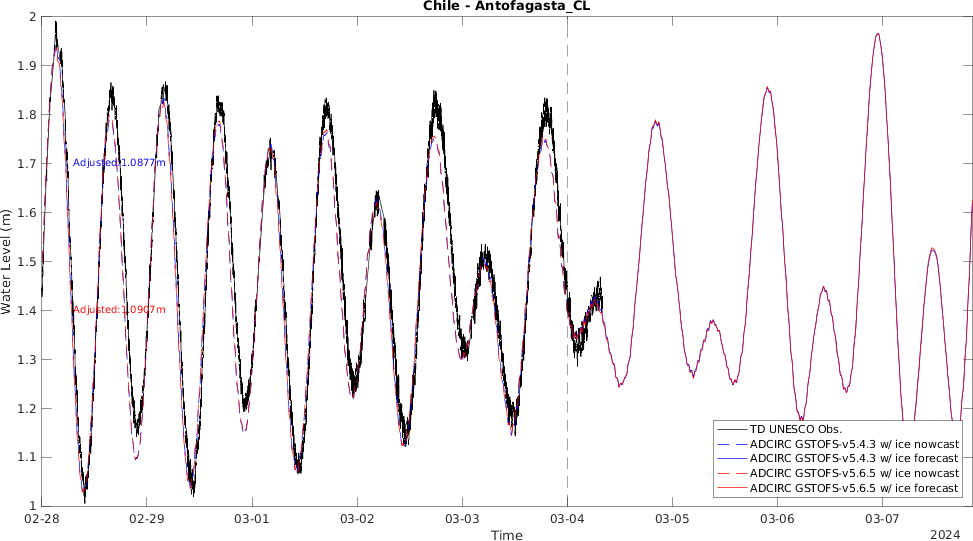 Chile - Antofagasta_CL
2
1.9
1.8
1.7
1.6
1.5
1.4
1.3
1.2
1.1
1
Water Level (m)
Adjusted:1.0877m
Adjusted:1.0907m
TD UNESCO Obs.
ADCIRC GSTOFS-v5.4.3 w/ ice nowcast
ADCIRC GSTOFS-v5.4.3 w/ ice forecast
ADCIRC GSTOFS-v5.6.5 w/ ice nowcast
ADCIRC GSTOFS-v5.6.5 w/ ice forecast
02-28 02-29 03-01 03-02 03-03 03-04 03-05 03-06 03-07
Time
2024